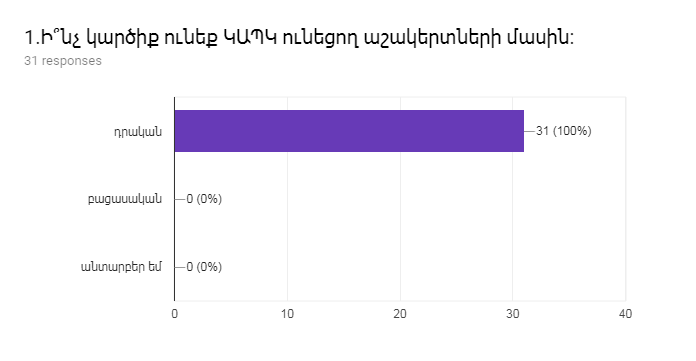 1.Ի՞նչ կարծիք ունեք ԿԱՊԿ ունեցող աշակերտների մասին:
31 responses
դրական
31 (100%)
բացասական
0 (0%)
անտարբեր եմ
0 (0%)
0 10 20 30 40